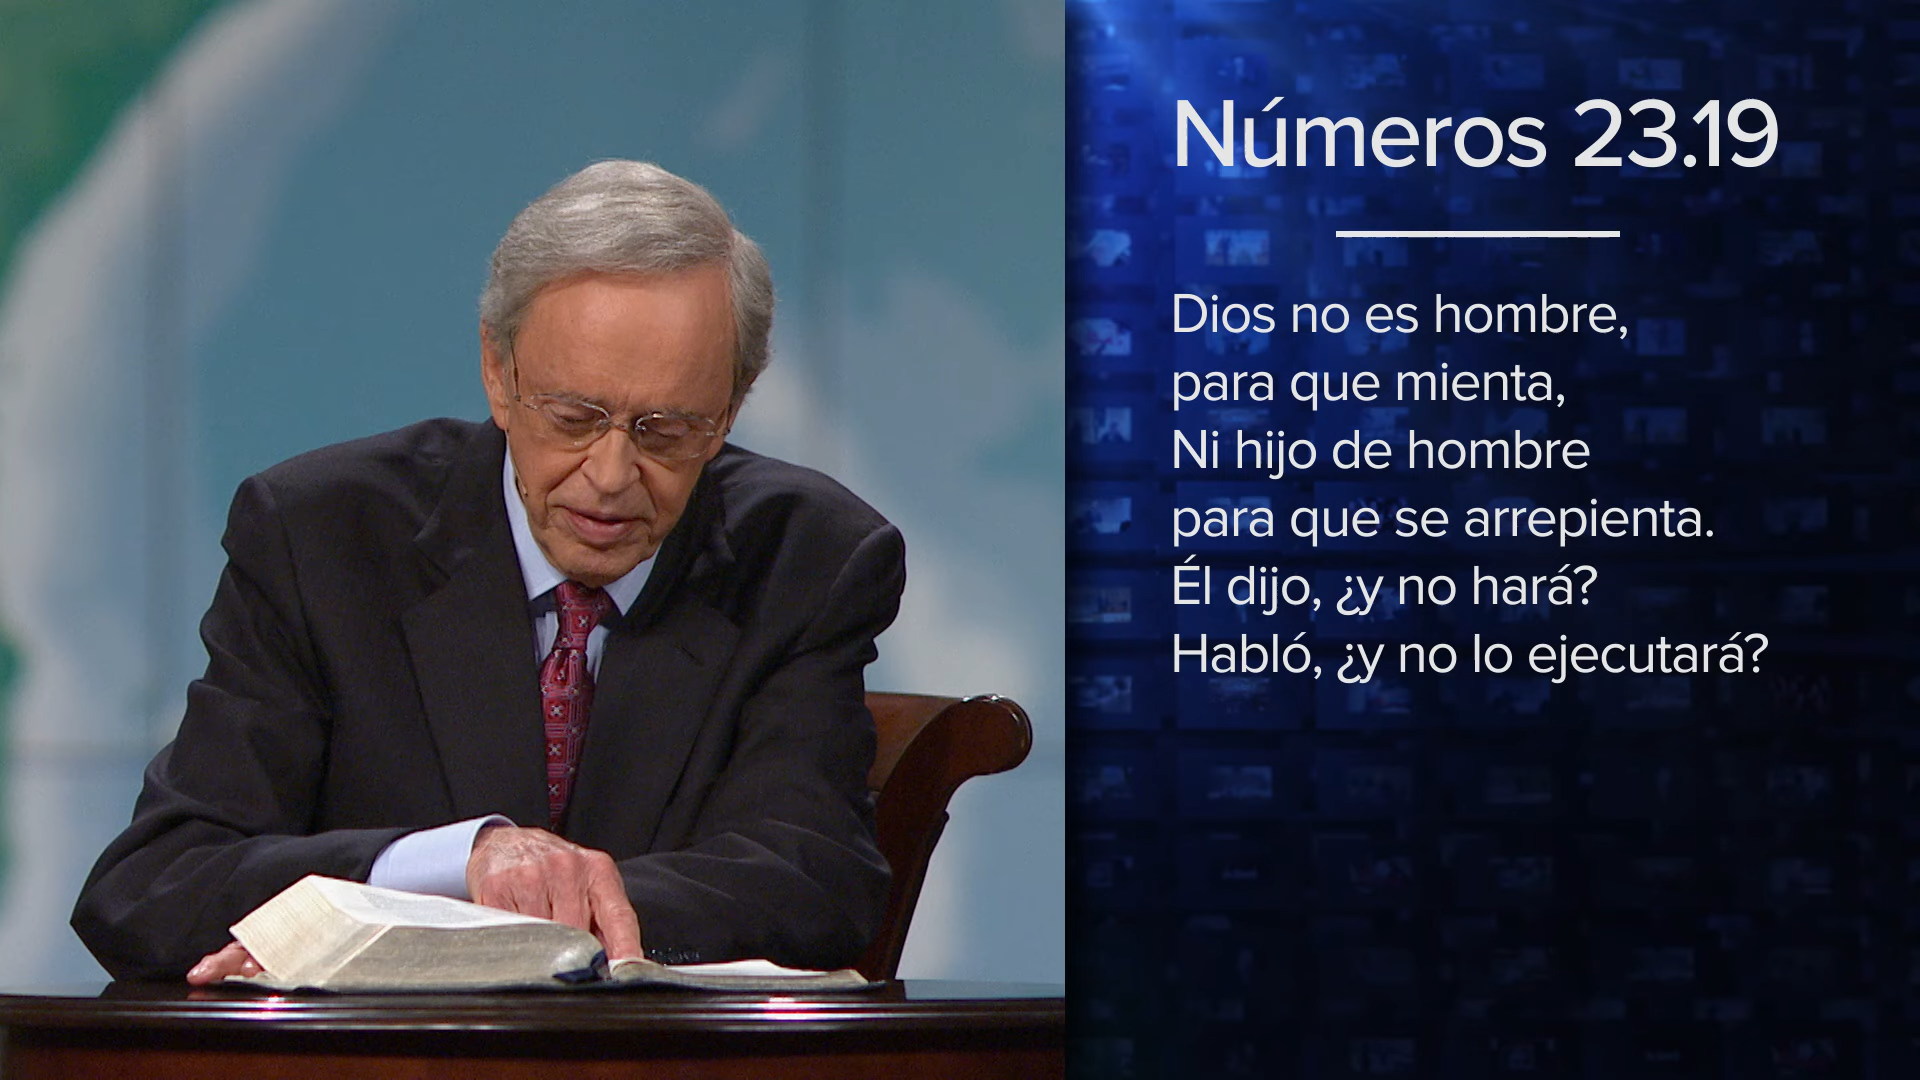 Números 23.19
Dios no es hombre,
para que mienta,
Ni hijo de hombre
para que se arrepienta.
Él dijo, ¿y no hará?
Habló, ¿y no lo ejecutará?